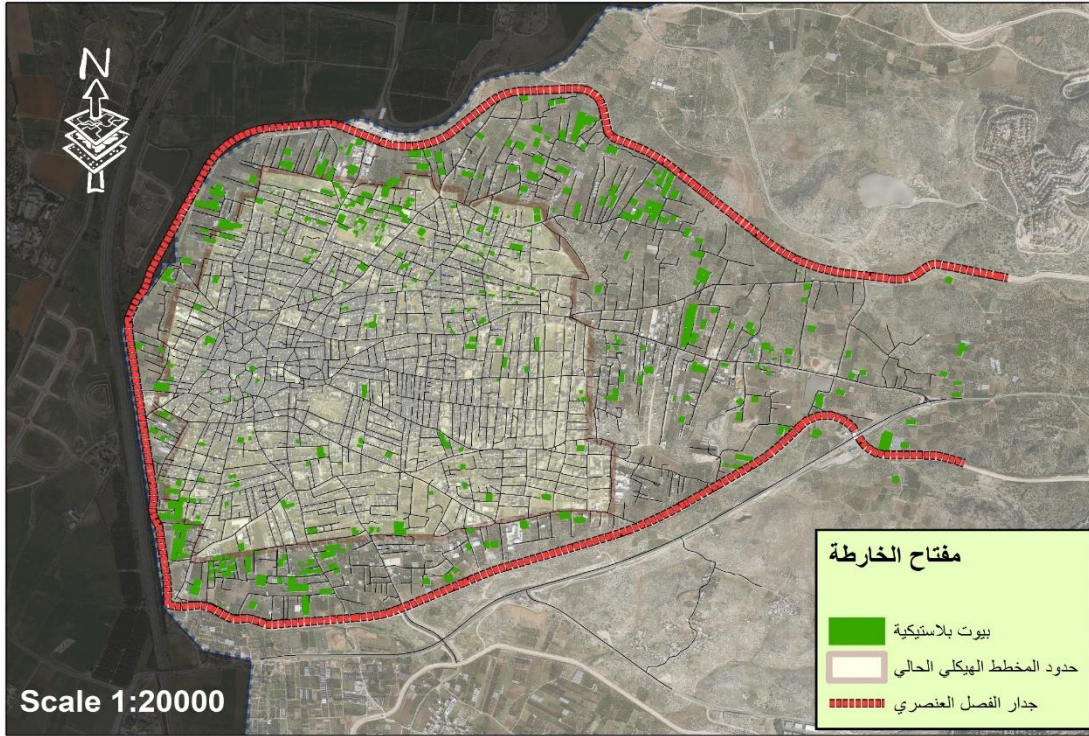 N
مفتاح الخارطة
بيوت بلاستيكية
حدود المخطط الهيكلي الحالي
جدار الفصل العنصري
Scale 1:20000